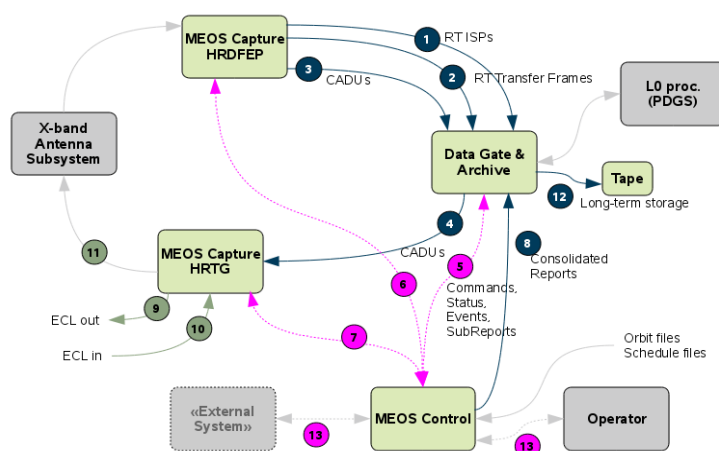 MEOS Capture
HRDFEP
1
RT ISPs
2
RT Transfer Frames
3
CADUs
L0 proc.
(PDGS)
X-band
Antenna
Subsystem
Data Gate &
Archive
Tape
12
Long-term storage
4
CADUs
8
Consolidated
Reports
11
MEOS Capture
HRTG
5
6
Commands,
Status,
Events,
SubReports
9
ECL out
10
ECL in
7
Orbit files
Schedule files
«External
System»
13
MEOS Control
Operator
13